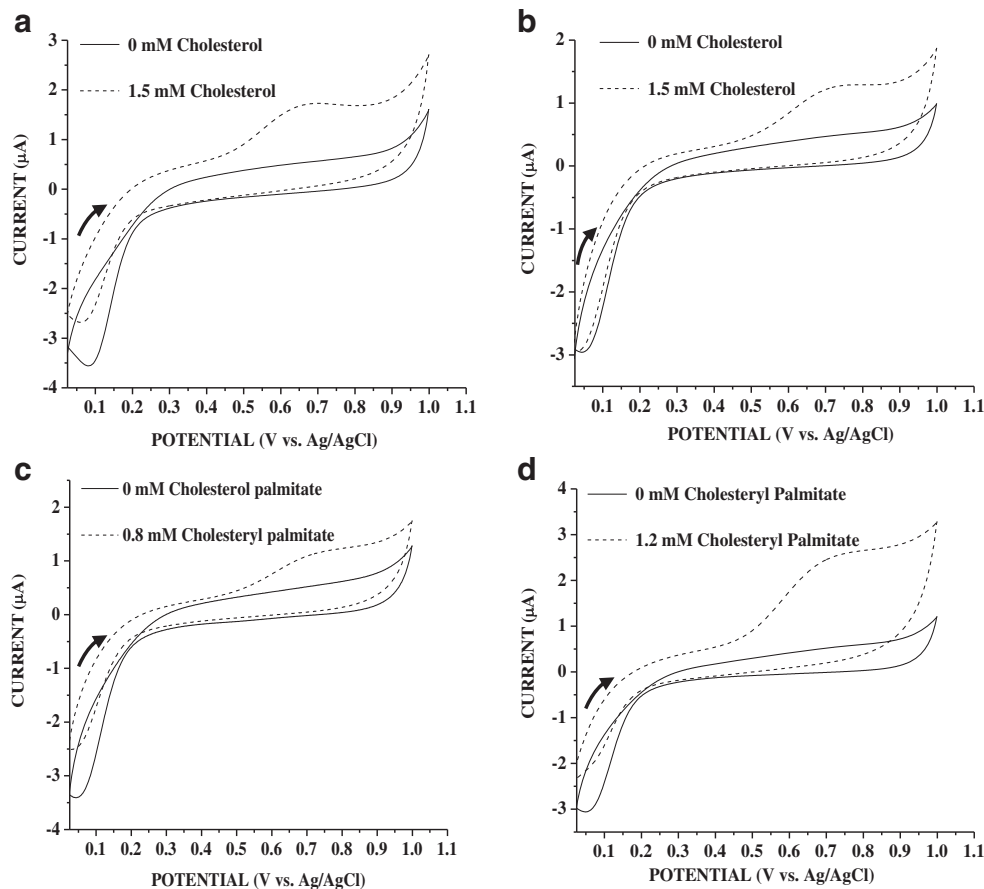 a
0 mM Cholesterol
1.5 mM Cholesterol
CURRENT (µA)
3
2
1
0
-1
-2
-3
-4
0.1 0.2 0.3 0.4 0.5 0.6 0.7 0.8 0.9 1.0 1.1
POTENTIAL (V vs. Ag/AgCl)
b
0 mM Cholesterol
1.5 mM Cholesterol
CURRENT (µA)
2
1
0
-1
-2
-3
0.1 0.2 0.3 0.4 0.5 0.6 0.7 0.8 0.9 1.0 1.1
POTENTIAL (V vs. Ag/AgCl)
c
0 mM Cholesterol palmitate
0.8 mM Cholesteryl palmitate
CURRENT (µA)
2
1
0
-1
-2
-3
-4
0.1 0.2 0.3 0.4 0.5 0.6 0.7 0.8 0.9 1.0 1.1
POTENTIAL (V vs. Ag/AgCl)
d
0 mM Cholesteryl Palmitate
1.2 mM Cholesteryl Palmitate
CURRENT (µA)
4
3
2
1
0
-1
-2
-3
0.1 0.2 0.3 0.4 0.5 0.6 0.7 0.8 0.9 1.0 1.1
POTENTIAL (V vs. Ag/AgCl)